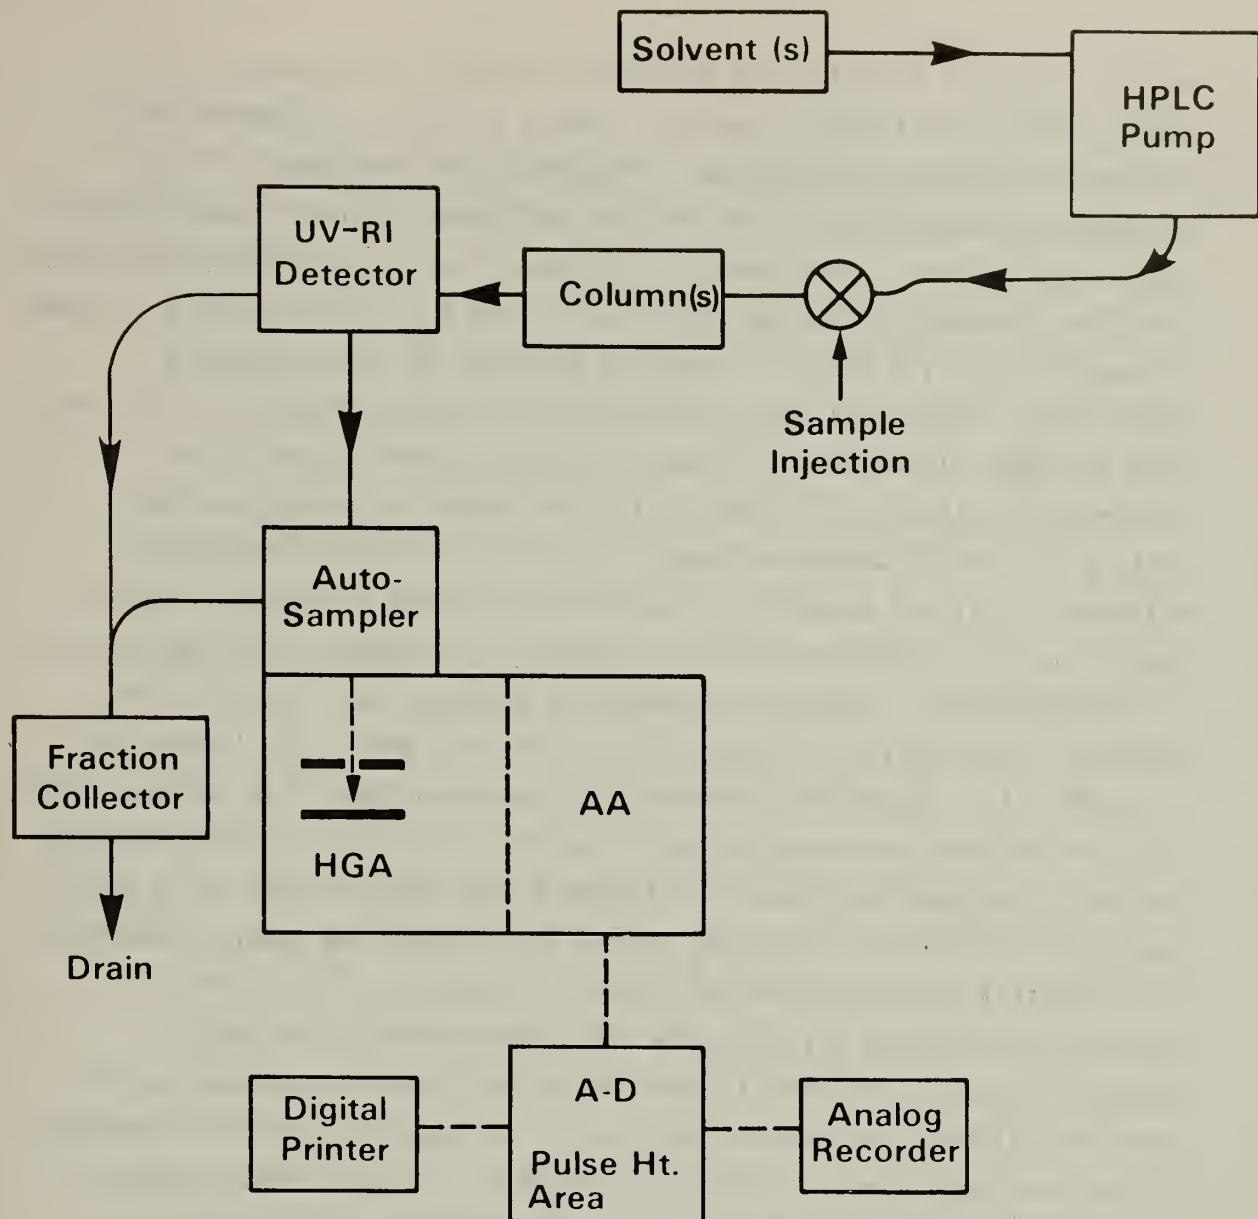 Solvent (s)
HPLC
Pump
UV-RI
Detector
Column(s)
Sample
Injection
Auto-
Sampler
Fraction
Collector
HGA
AA
Drain
Digital
Printer
A-D
Pulse Ht.
Area
Analog
Recorder